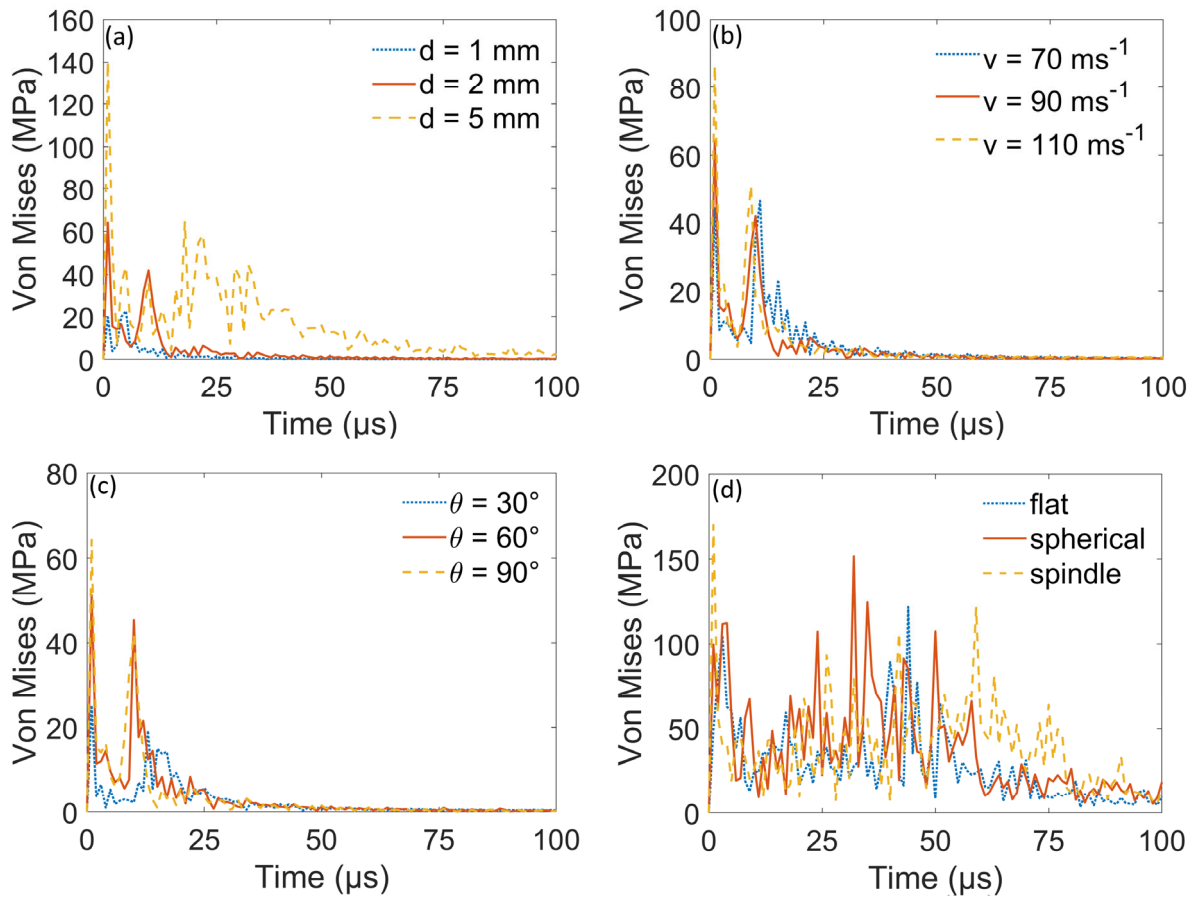 (a)
d = 1 mm
d = 2 mm
d = 5 mm
160
140
120
100
80
60
40
20
0
Von Mises (MPa)
0 25 50 75 100
Time (µs)
(b)
v = 70 ms⁻¹
v = 90 ms⁻¹
v = 110 ms⁻¹
100
80
60
40
20
0
Von Mises (MPa)
0 25 50 75 100
Time (µs)
(c)
θ = 30°
θ = 60°
θ = 90°
80
60
40
20
0
Von Mises (MPa)
0 25 50 75 100
Time (µs)
(d)
flat
spherical
spindle
200
150
100
50
0
Von Mises (MPa)
0 25 50 75 100
Time (µs)